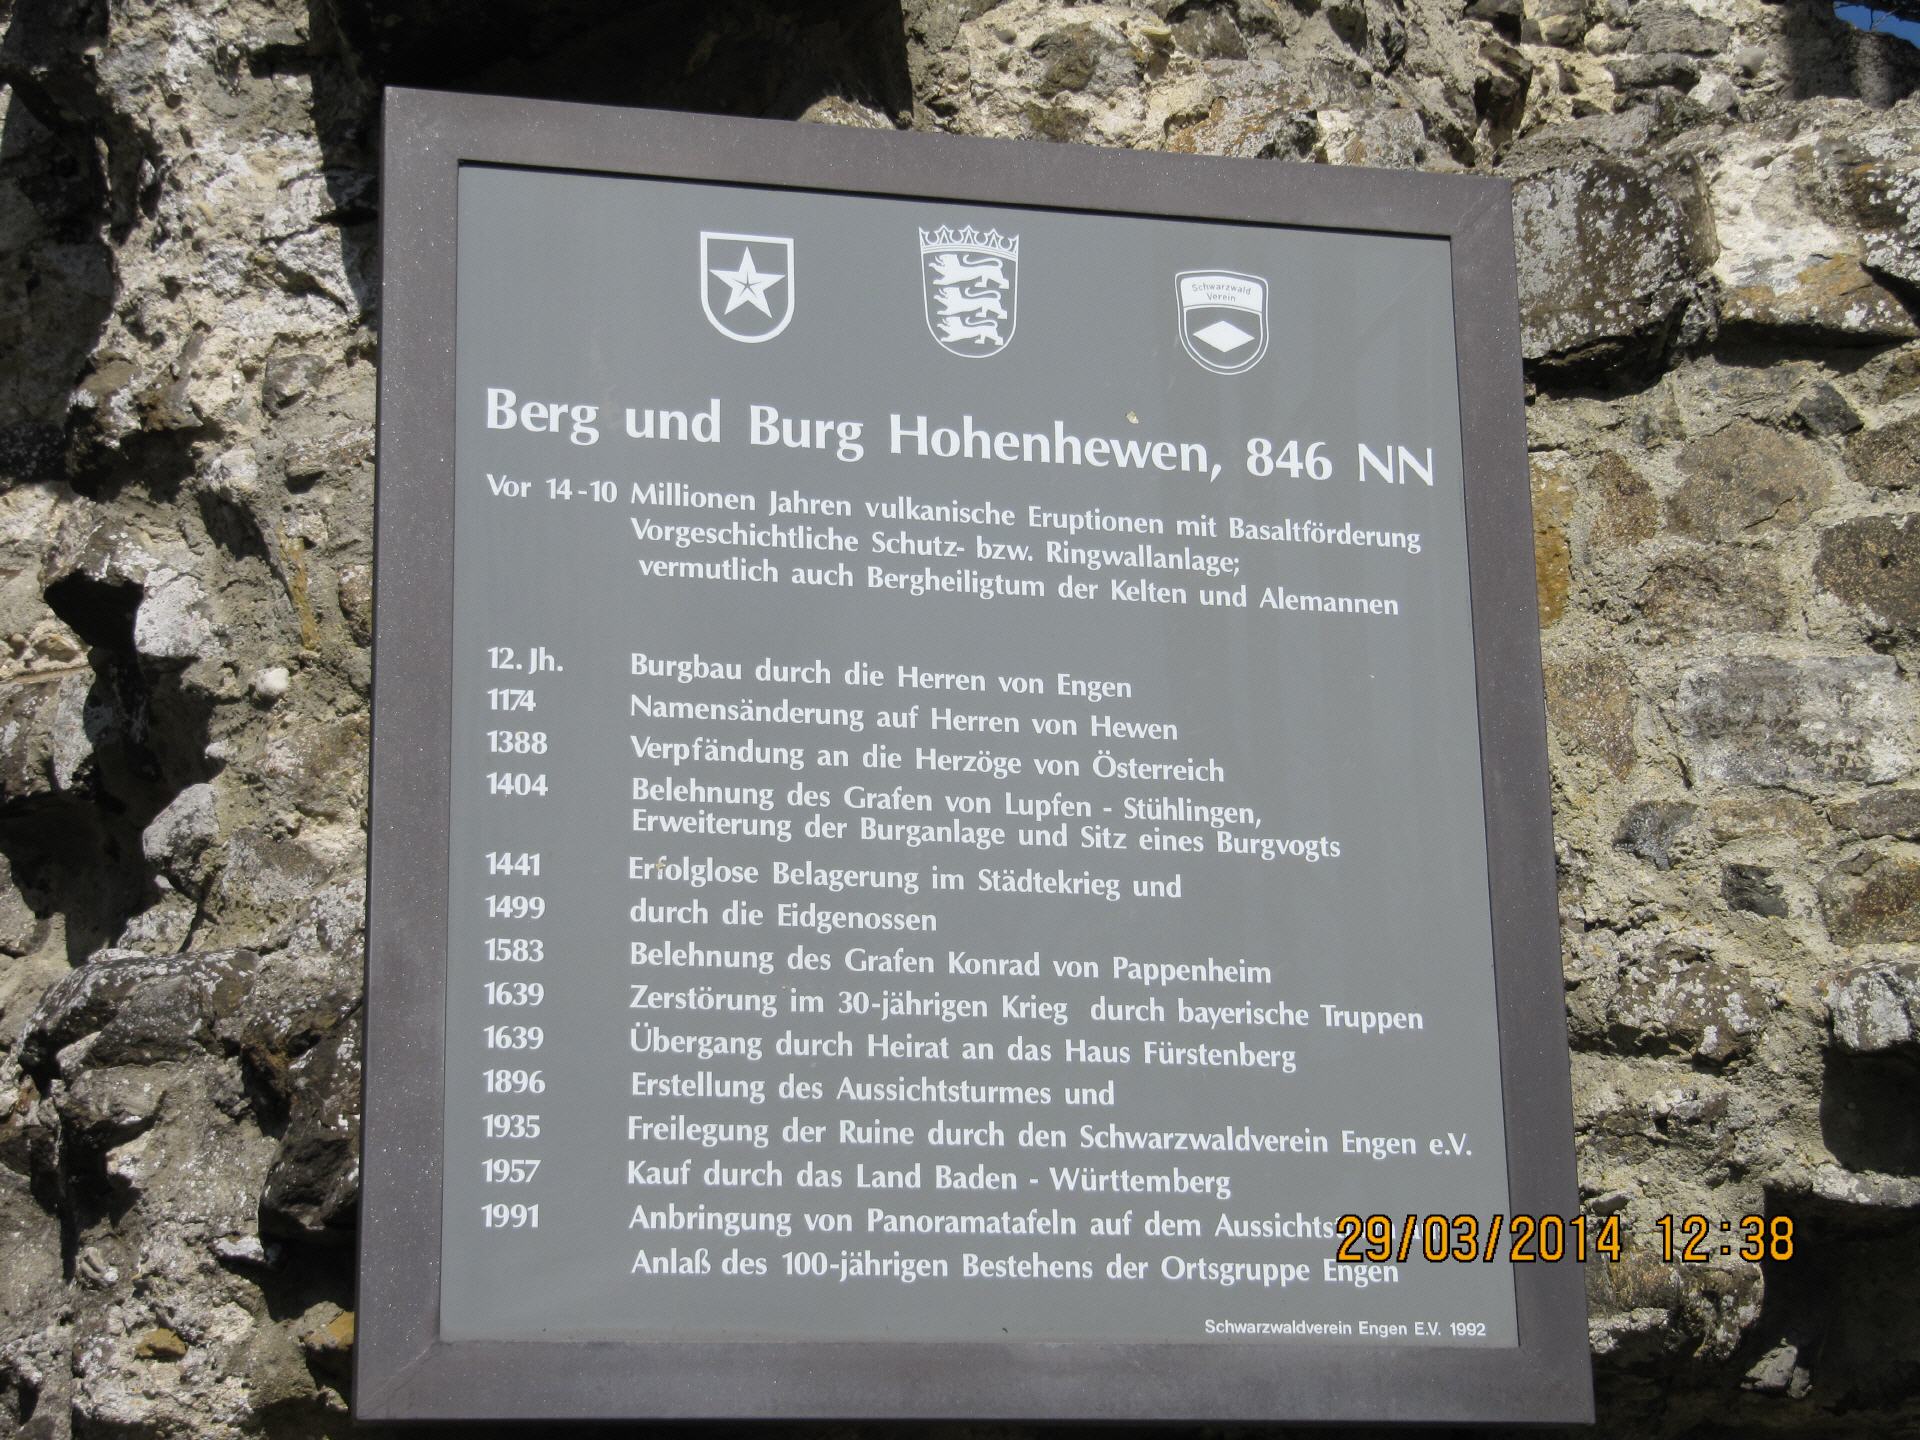 Schwarzwald
Verein
Berg und Burg Hohenhewen, 846 NN
Vor 14-10 Millionen Jahren vulkanische Eruptionen mit Basaltförderung
Vorgeschichtliche Schutz- bzw. Ringwallanlage;
vermutlich auch Bergheiligtum der Kelten und Alemannen
12. Jh. Burgbau durch die Herren von Engen
1174 Namensänderung auf Herren von Hewen
1388 Verpfändung an die Herzöge von Österreich
1404 Belehnung des Grafen von Lupfen - Stühlingen,
Erweiterung der Burganlage und Sitz eines Burgvogts
1441 Erfolglose Belagerung im Städtekrieg und
1499 durch die Eidgenossen
1583 Belehnung des Grafen Konrad von Pappenheim
1639 Zerstörung im 30-jährigen Krieg durch bayerische Truppen
1639 Übergang durch Heirat an das Haus Fürstenberg
1896 Erstellung des Aussichtsturmes und
1935 Freilegung der Ruine durch den Schwarzwaldverein Engen e.V.
1957 Kauf durch das Land Baden - Württemberg
1991 Anbringung von Panoramatafeln auf dem
Anlaß des 100-jährigen Bestehens der Ortsgruppe Engen
Schwarzwaldverein Engen E.V. 1992
29/03/2014 12:38